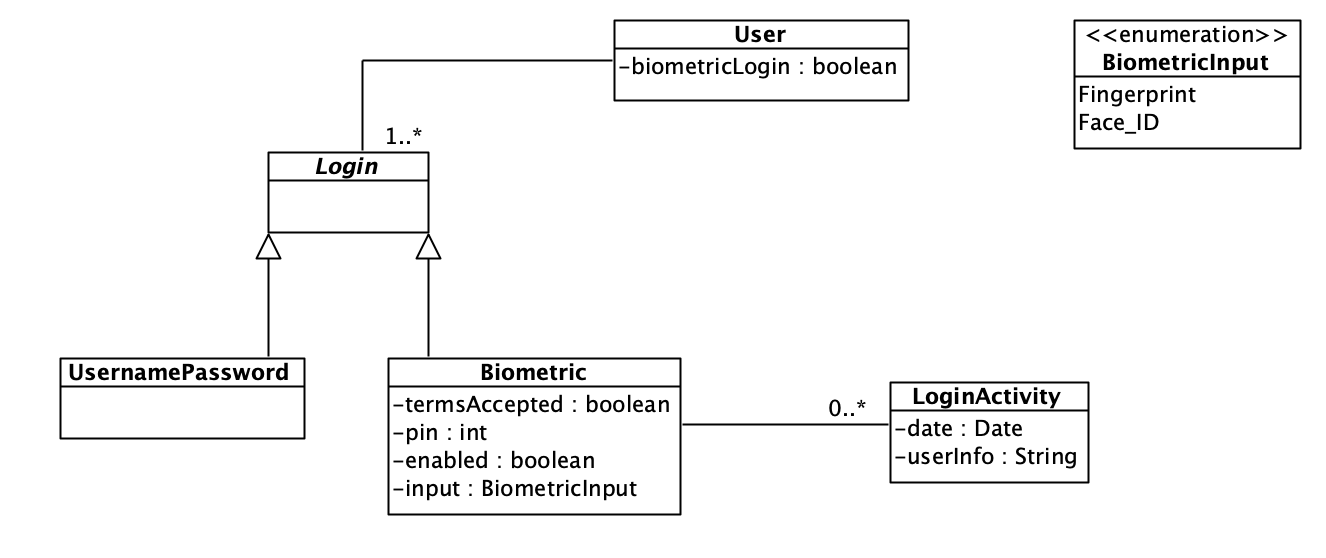 User
-biometricLogin : boolean
<<enumeration>>
BiometricInput
Fingerprint
Face_ID
1..*
Login
UsernamePassword
Biometric
-termsAccepted : boolean
-pin : int
-enabled : boolean
-input : BiometricInput
0..*
LoginActivity
-date : Date
-userInfo : String